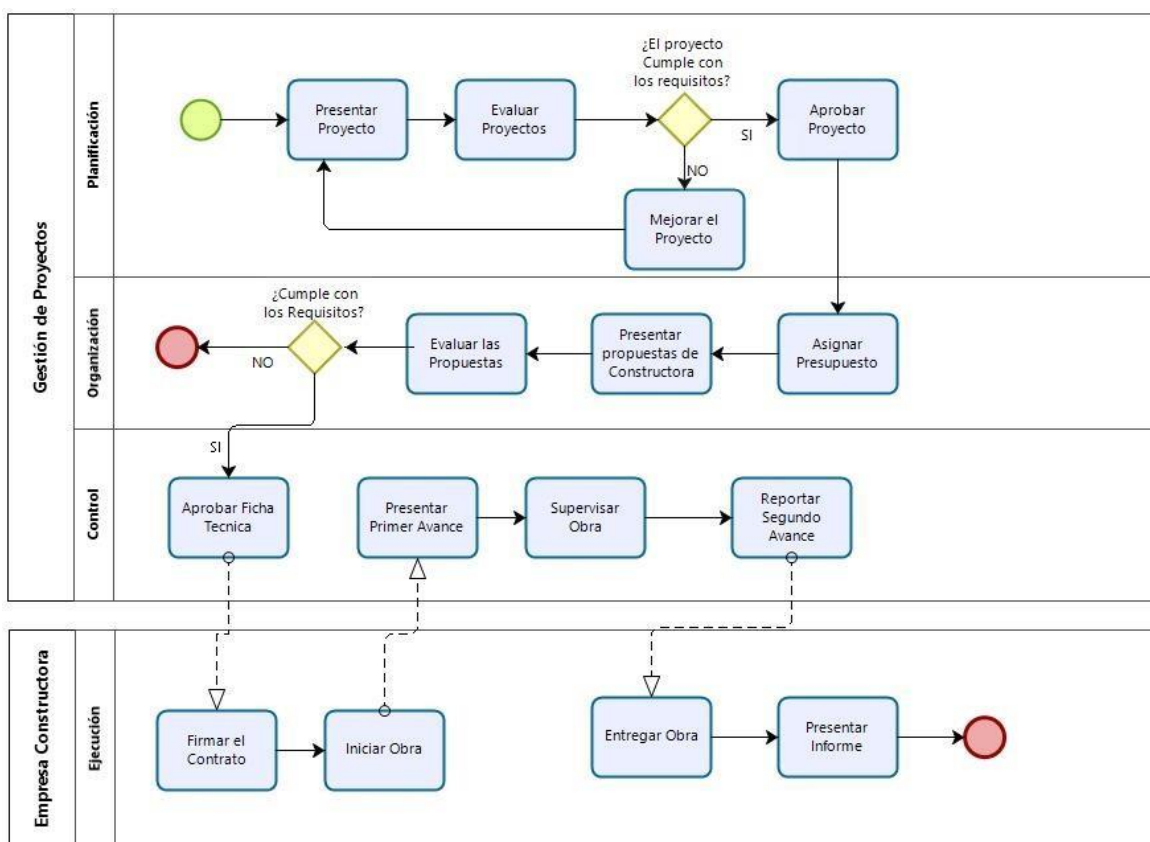 Gestión de Proyectos
Planificación
¿El proyecto
Cumple con
los requisitos?
Presentar
Proyecto
Evaluar
Proyectos
SI
Aprobar
Proyecto
NO
Mejorar el
Proyecto
Organización
¿Cumple con
los Requisitos?
NO
Evaluar las
Propuestas
Presentar
propuestas de
Constructora
Asignar
Presupuesto
SI
Control
Aprobar Ficha
Tecnica
Presentar
Primer Avance
Supervisar
Obra
Reportar
Segundo
Avance
Empresa Constructora
Ejecución
Firmar el
Contrato
Iniciar Obra
Entregar Obra
Presentar
Informe